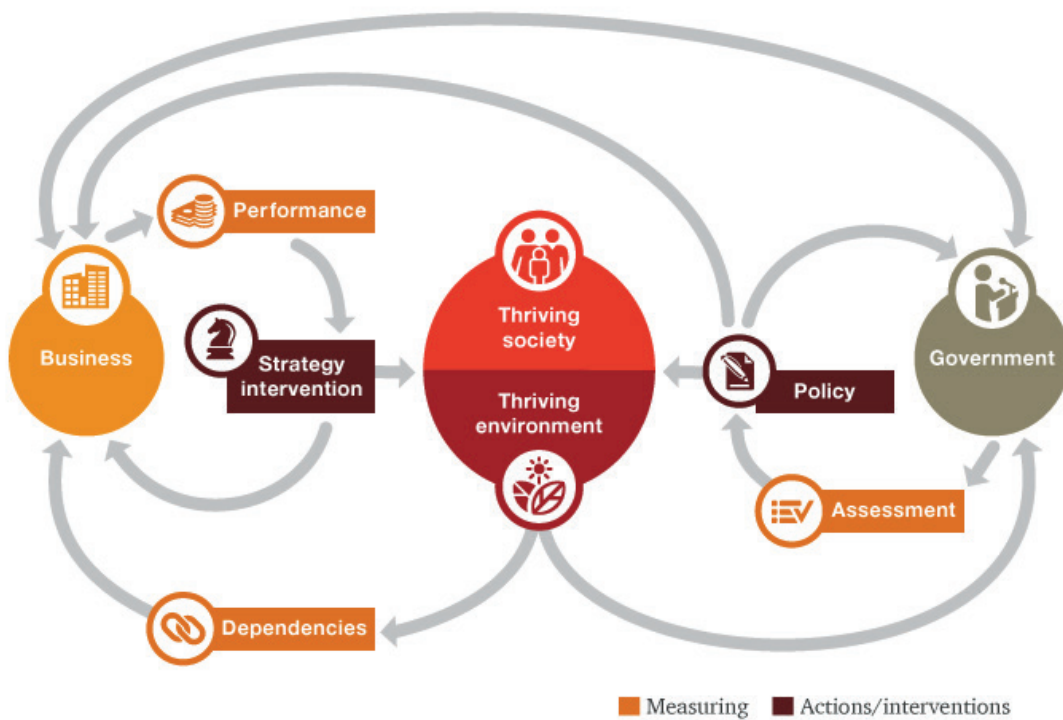 Performance
Business
Strategy
intervention
Thriving
society
Thriving
environment
Policy
Government
Assessment
Dependencies
Measuring
Actions/interventions